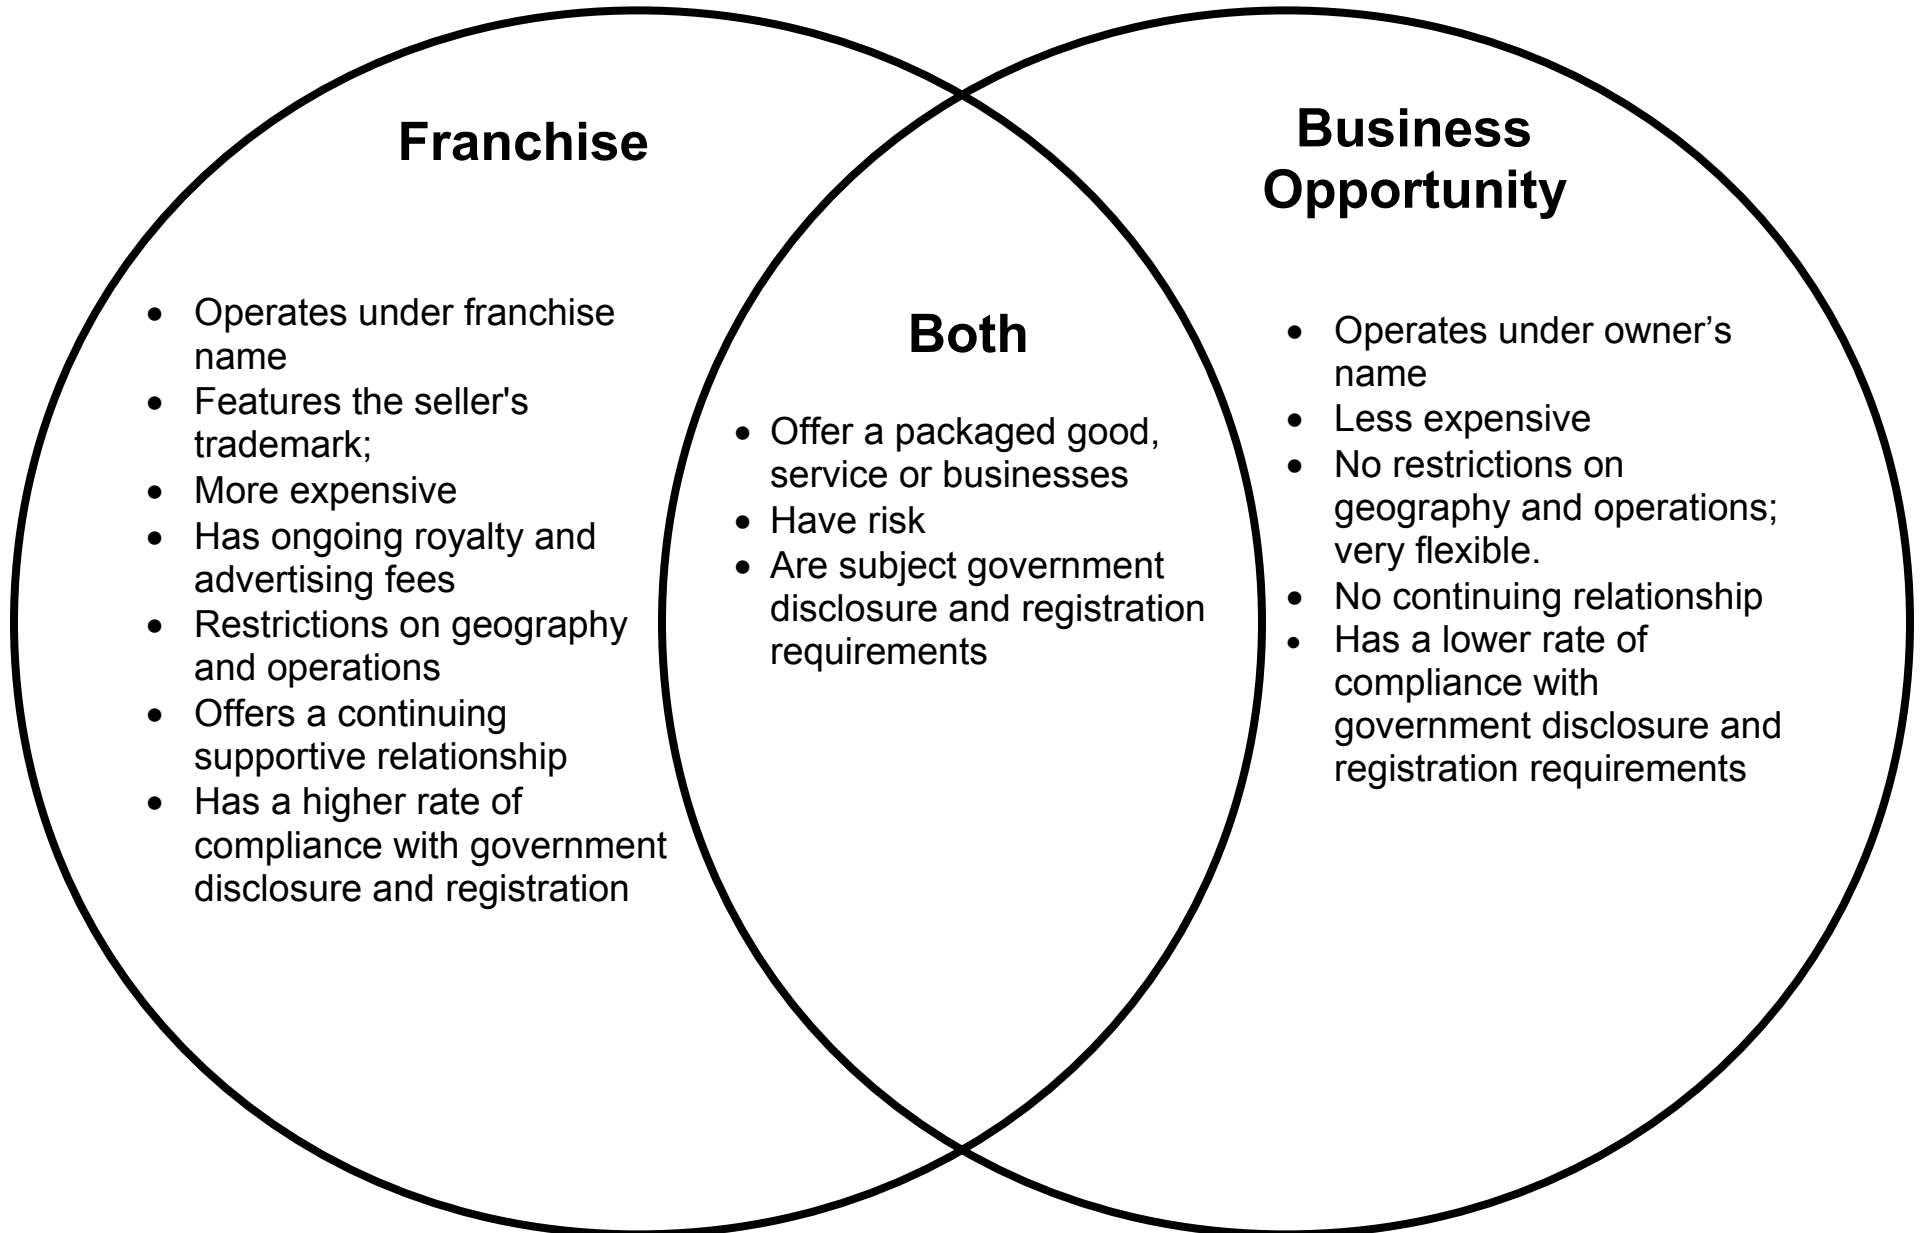 Franchise
• Operates under franchise
name
• Features the seller's
trademark;
• More expensive
• Has ongoing royalty and
advertising fees
• Restrictions on geography
and operations
• Offers a continuing
supportive relationship
• Has a higher rate of
compliance with government
disclosure and registration
Both
• Offer a packaged good,
service or businesses
• Have risk
• Are subject government
disclosure and registration
requirements
Business
Opportunity
• Operates under owner’s
name
• Less expensive
• No restrictions on
geography and operations;
very flexible.
• No continuing relationship
• Has a lower rate of
compliance with
government disclosure and
registration requirements